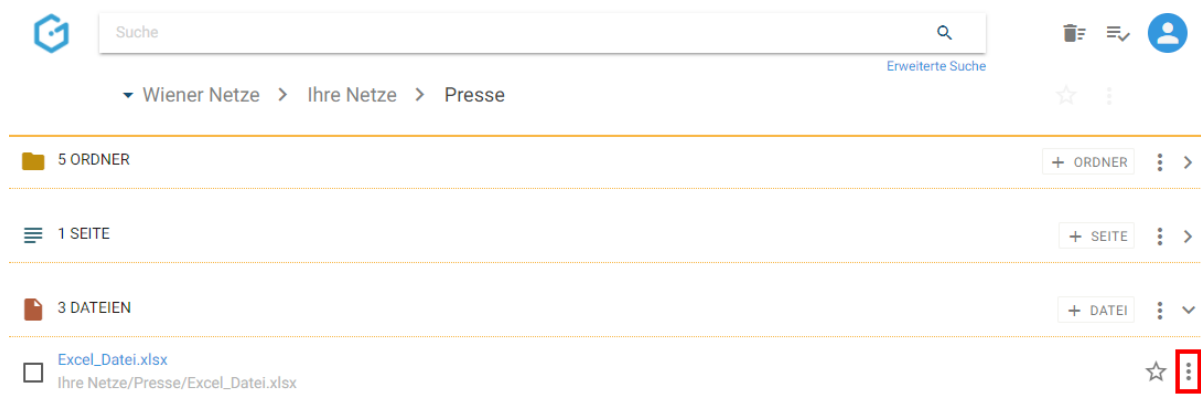 Suche
Erweiterte Suche
Wiener Netze > Ihre Netze > Presse
5 ORDNER + ORDNER
1 SEITE + SEITE
3 DATEIEN + DATEI
Excel_Datei.xlsx
Ihre Netze/Presse/Excel_Datei.xlsx